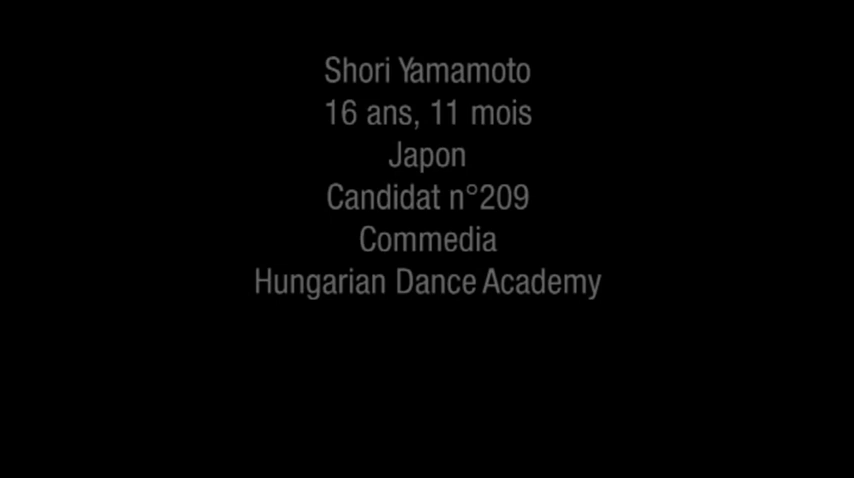 Shori Yamamoto
16 ans, 11 mois
Japon
Candidat n°209
Commedia
Hungarian Dance Academy